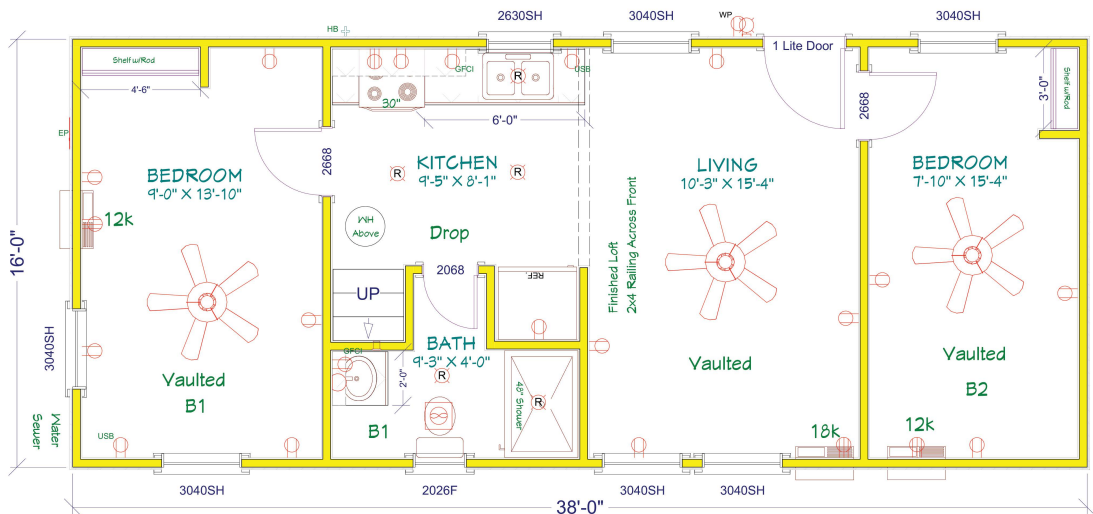 2630SH
3040SH
WP
3040SH
HB
1 Lite Door
Shelf w/Rod
4'-6"
GFCI
R
USB
30"
6'-0"
2668
3'-0"
Shelf w/Rod
EP
2668
BEDROOM
9'-0" X 13'-10"
KITCHEN
9'-5" X 8'-1"
R
R
LIVING
10'-3" X 15'-4"
BEDROOM
7'-10" X 15'-4"
12k
WH
Above
Drop
16'-0"
2068
REF.
UP
Finished Loft
2x4 Railing Across Front
3040SH
BATH
9'-3" X 4'-0"
GFCI
2'-0"
R
Vaulted
B1
Vaulted
Vaulted
B2
48" Shower
R
B1
Water
Sewer
USB
18k
12k
3040SH
2026F
3040SH
3040SH
38'-0"